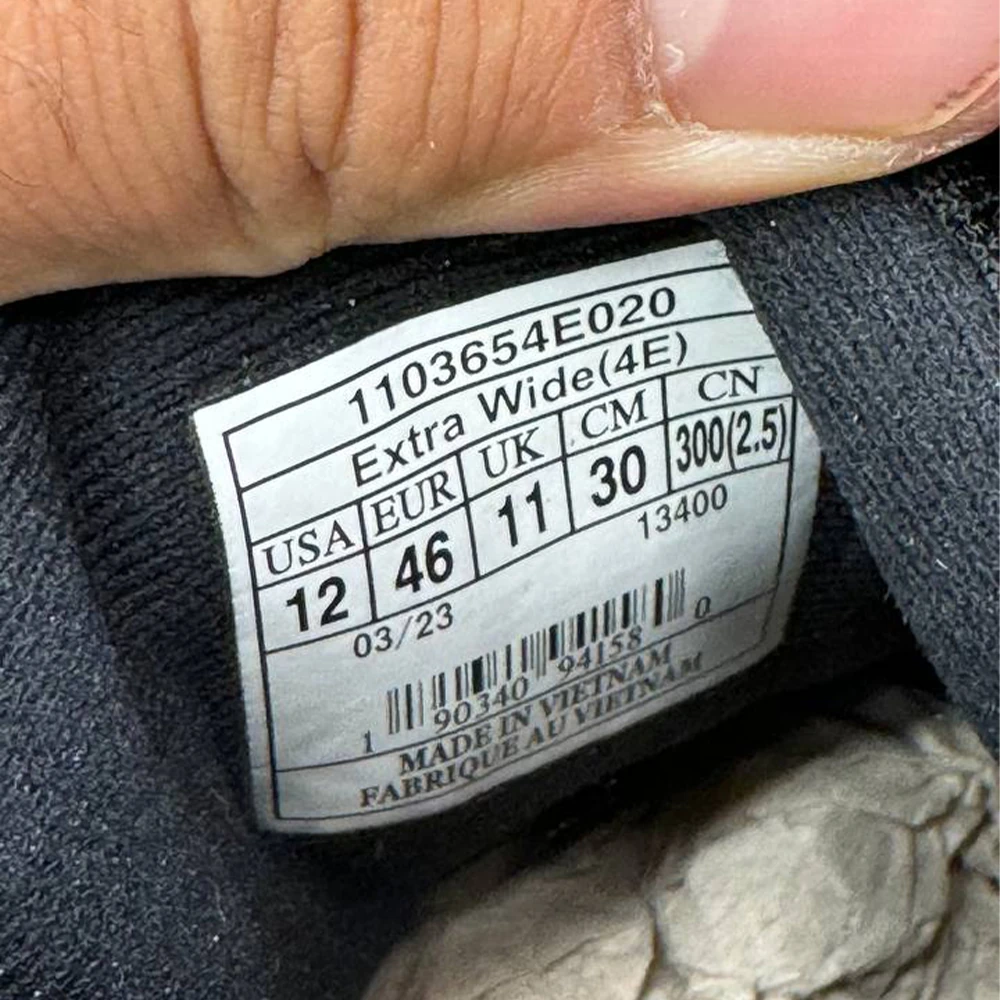 1103654E020
Extra Wide(4E)
USA EUR UK CM CN
12 46 11 30 300(2.5)
03/23 13400
1 90340 94158 0
MADE IN VIETNAM
FABRIQUE AU VIETNAM